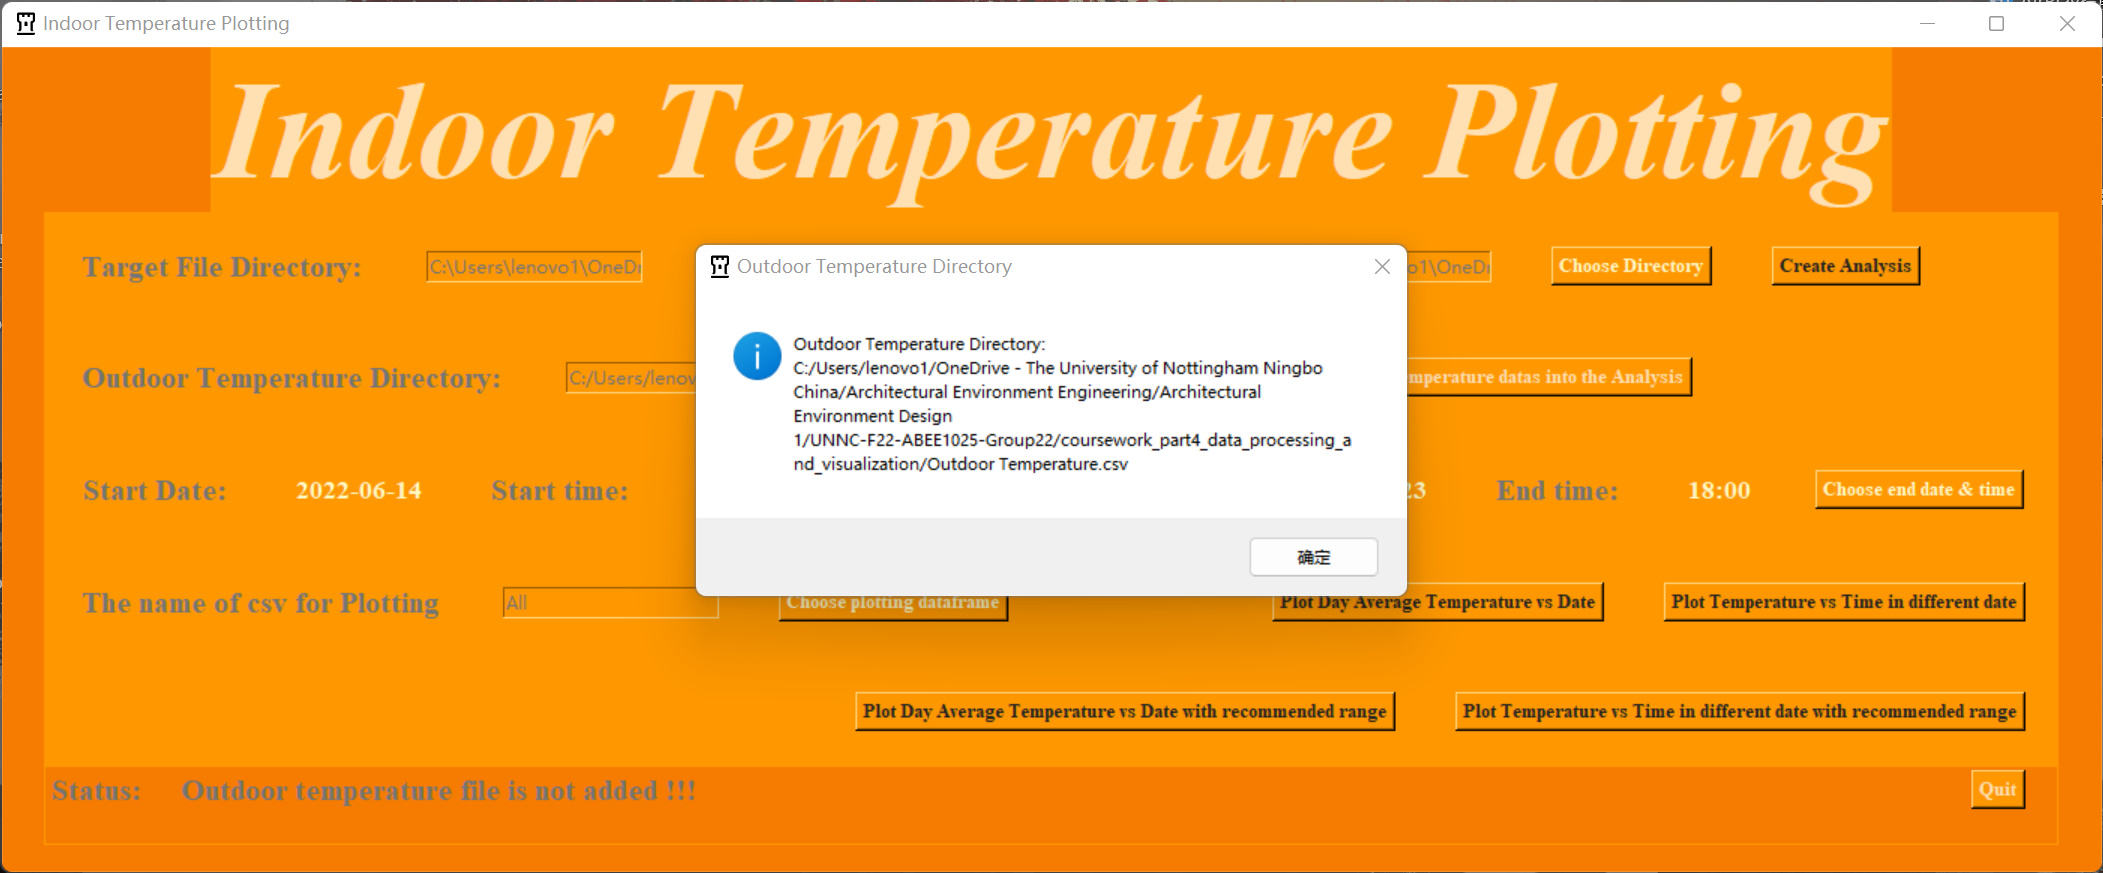 Indoor Temperature Plotting
Indoor Temperature Plotting
Target File Directory:
C:\Users\lenovo1\OneDr
o1\OneDr
Choose Directory
Create Analysis
Outdoor Temperature Directory
Outdoor Temperature Directory:
C:/Users/lenovo1/OneDrive - The University of Nottingham Ningbo
China/Architectural Environment Engineering/Architectural
Environment Design
1/UNNC-F22-ABEE1025-Group22/coursework_part4_data_processing_a
nd_visualization/Outdoor Temperature.csv
确定
Outdoor Temperature Directory:
C:/Users/lenov
mperature datas into the Analysis
Start Date:
2022-06-14
Start time:
23
End time:
18:00
Choose end date & time
The name of csv for Plotting
All
Choose plotting dataframe
Plot Day Average Temperature vs Date
Plot Temperature vs Time in different date
Plot Day Average Temperature vs Date with recommended range
Plot Temperature vs Time in different date with recommended range
Status:
Outdoor temperature file is not added !!!
Quit